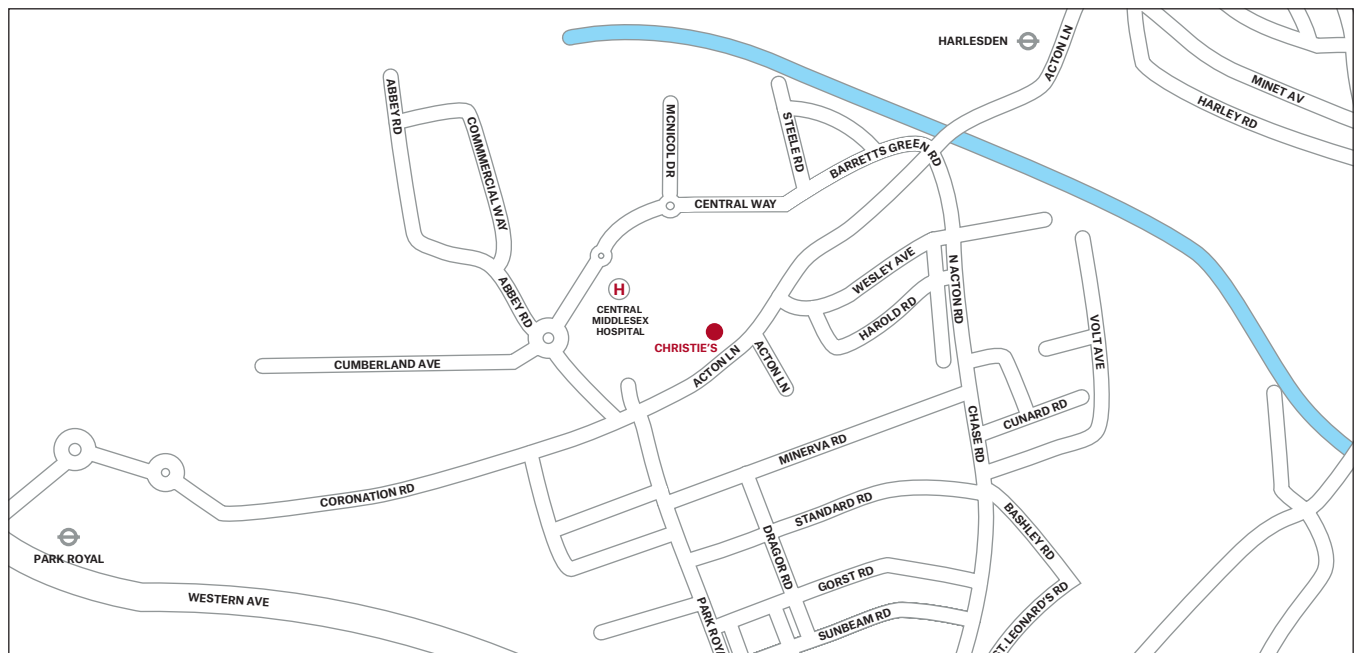 HARLESDEN
ACTON LN
MINET AV
HARLEY RD
ABBEY RD
COMMMERCIAL WAY
MCNICOL DR
STEELE RD
BARRETTS GREEN RD
CENTRAL WAY
WESLEY AVE
N ACTON RD
HAROLD RD
VOLT AVE
ABBEY RD
H
CENTRAL
MIDDLESEX
HOSPITAL
CHRISTIE'S
ACTON LN
ACTON LN
CUMBERLAND AVE
CUNARD RD
CHASE RD
MINERVA RD
CORONATION RD
STANDARD RD
BASHLEY RD
DRAGOR RD
PARK ROYAL
GORST RD
WESTERN AVE
PARK ROYA
SUNBEAM RD
ST. LEONARD'S RD